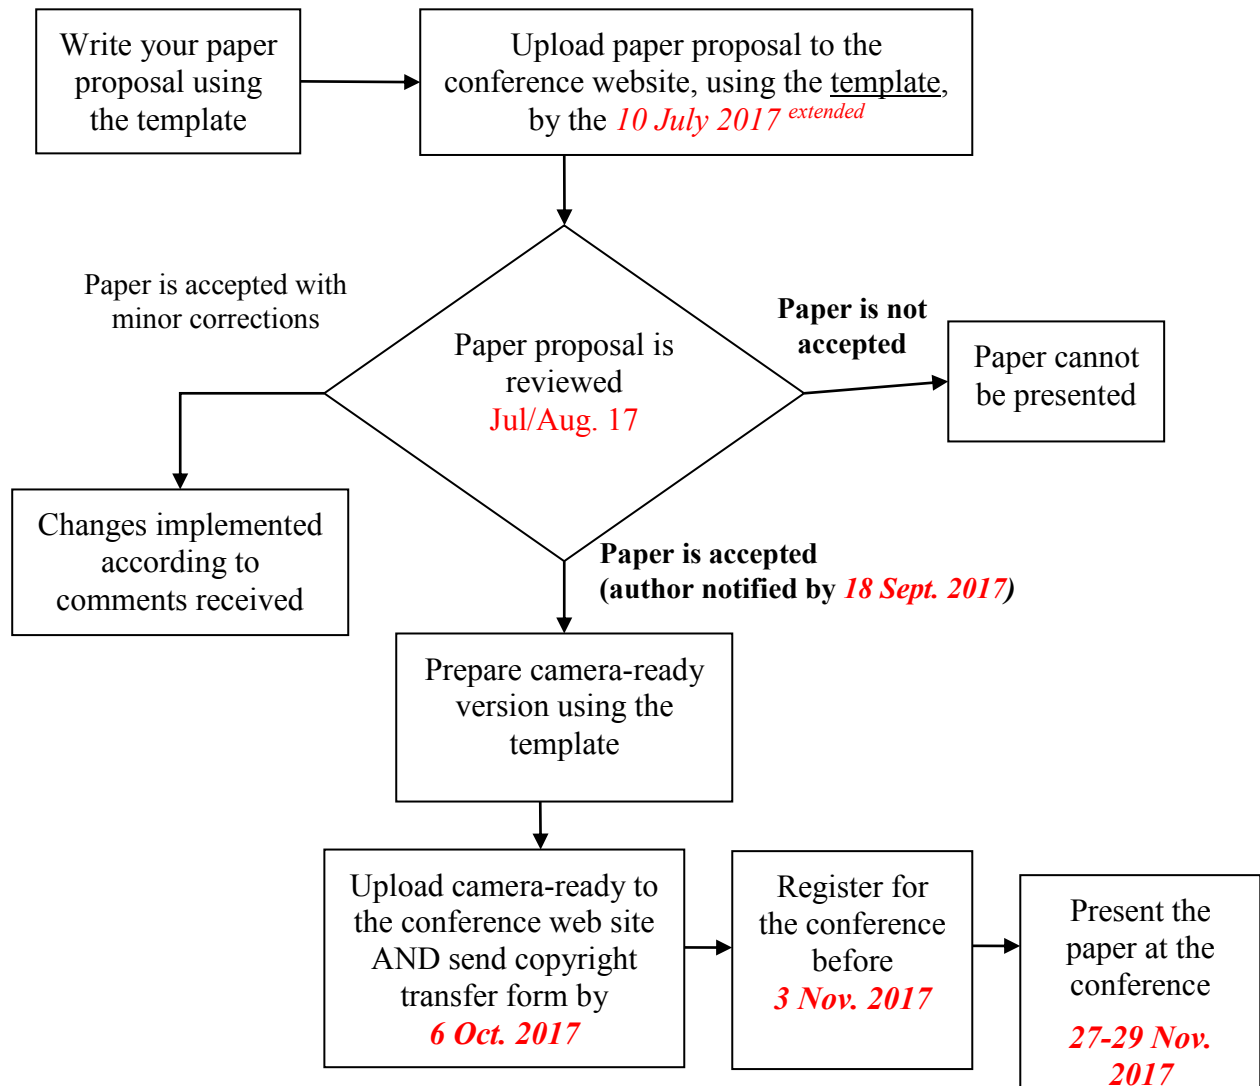 Write your paper
proposal using
the template
Upload paper proposal to the
conference website, using the template,
by the 10 July 2017 extended
Paper is accepted with
minor corrections
Paper proposal is
reviewed
Jul/Aug. 17
Paper is not
accepted
Paper cannot
be presented
Changes implemented
according to
comments received
Paper is accepted
(author notified by 18 Sept. 2017)
Prepare camera-ready
version using the
template
Upload camera-ready to
the conference web site
AND send copyright
transfer form by
6 Oct. 2017
Register for
the conference
before
3 Nov. 2017
Present the
paper at the
conference
27-29 Nov.
2017